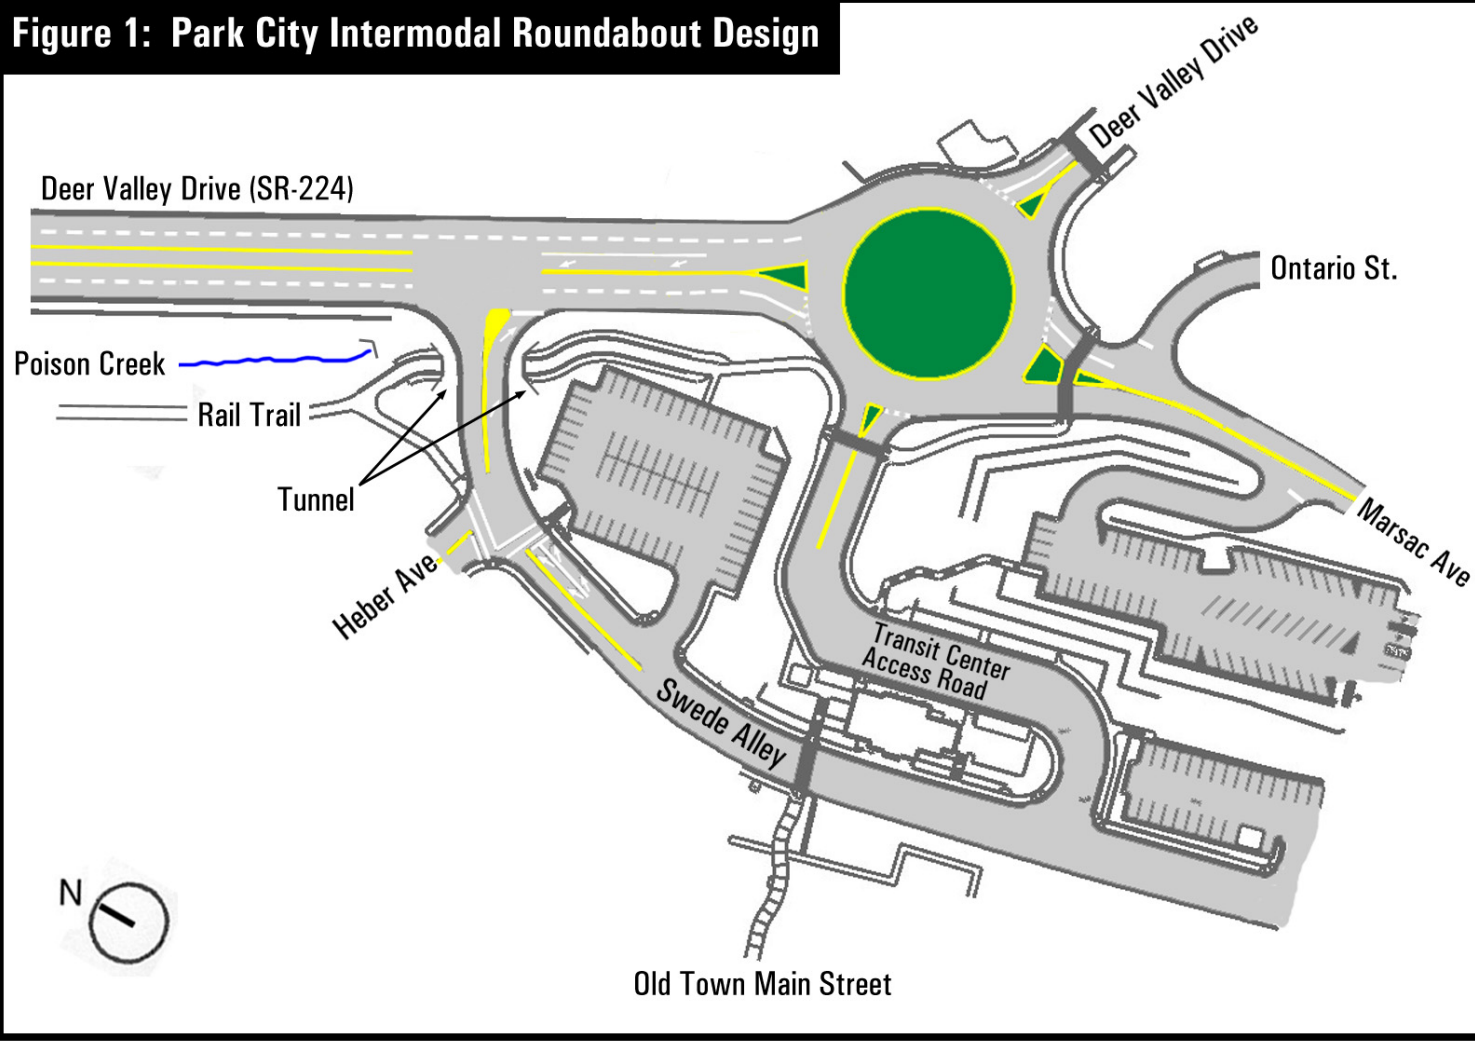 Figure 1: Park City Intermodal Roundabout Design
Deer Valley Drive
Deer Valley Drive (SR-224)
Ontario St.
Poison Creek
Rail Trail
Tunnel
Marsac Ave
Heber Ave
Transit Center
Access Road
Swede Alley
N
Old Town Main Street